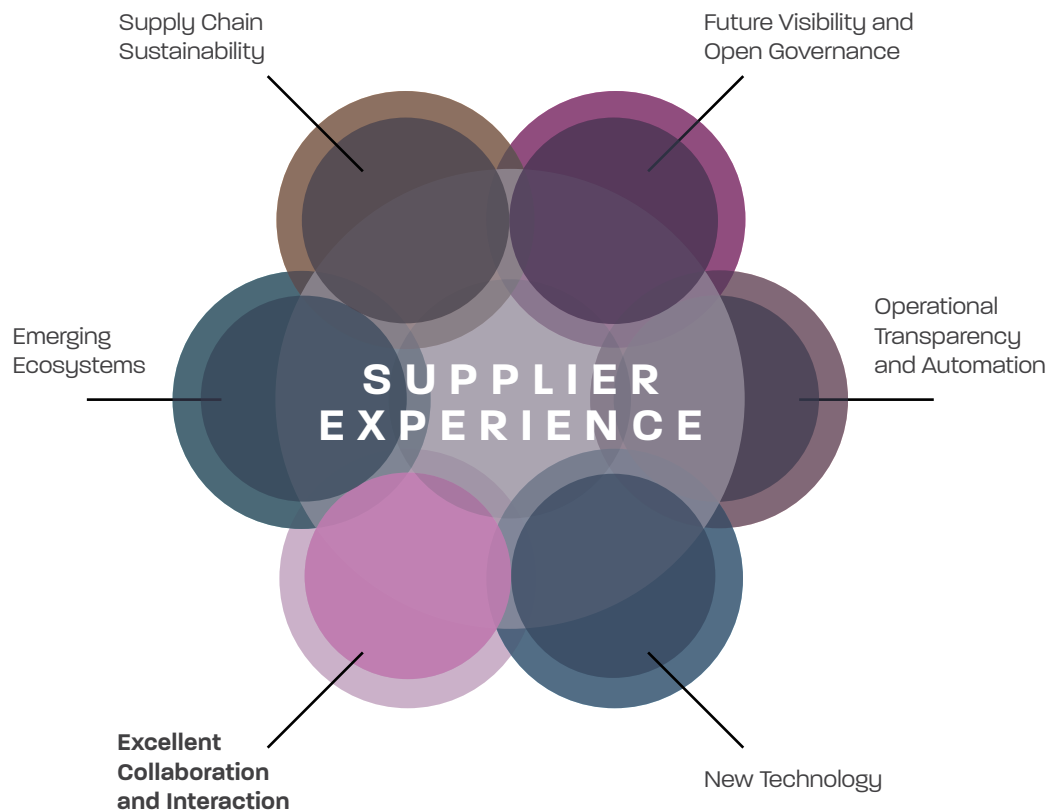 Supply Chain
Sustainability
Future Visibility and
Open Governance
Emerging
Ecosystems
Operational
Transparency
and Automation
SUPPLIER
EXPERIENCE
Excellent
Collaboration
and Interaction
New Technology